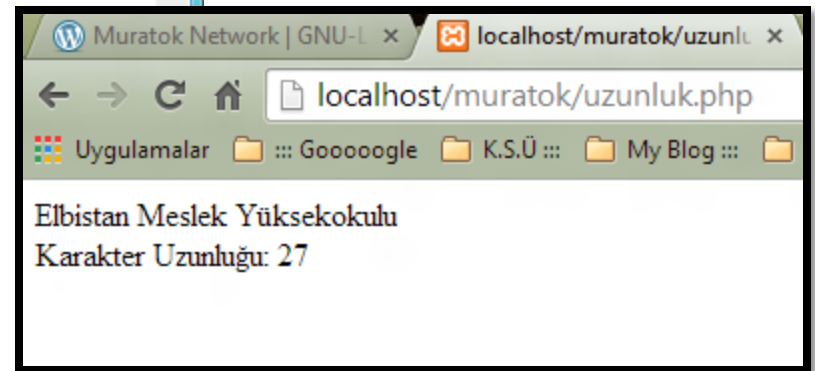 Muratok Network | GNU-L
localhost/muratok/uzunlu
localhost/muratok/uzunluk.php
Uygulamalar ::: Gooooogle K.S.Ü ::: My Blog :::
Elbistan Meslek Yüksekokulu
Karakter Uzunluğu: 27